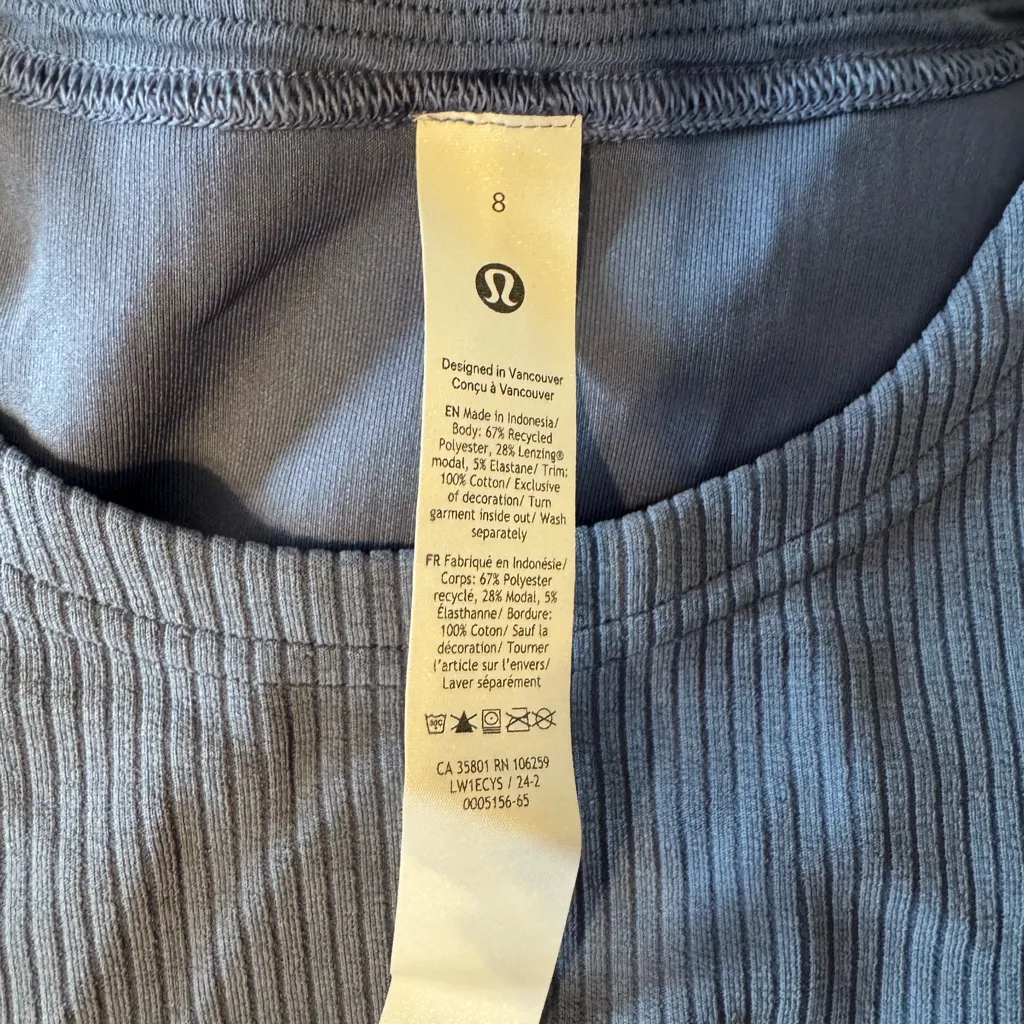 8
Designed in Vancouver
Conçu à Vancouver
EN Made in Indonesia/
Body: 67% Recycled
Polyester, 28% Lenzing®
modal, 5% Elastane/ Trim:
100% Cotton/ Exclusive
of decoration/ Turn
garment inside out/ Wash
separately
FR Fabriqué en Indonésie/
Corps: 67% Polyester
recyclé, 28% Modal, 5%
Élasthanne/ Bordure:
100% Coton/ Sauf la
décoration/ Tourner
l'article sur l'envers/
Laver séparément
30C
CA 35801 RN 106259
LW1ECYS / 24-2
0005156-65